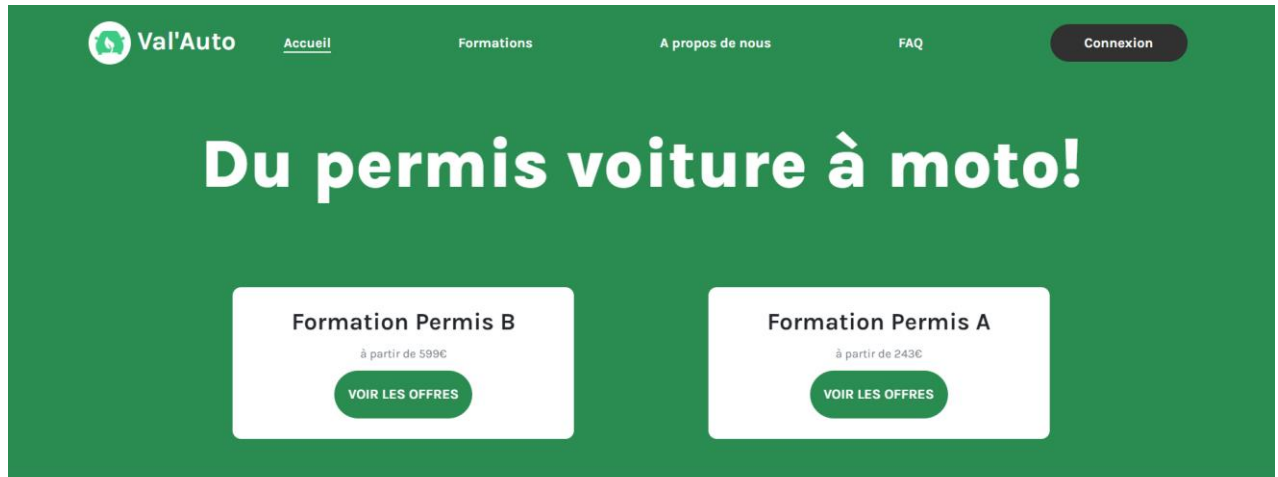 Val'Auto Accueil Formations A propos de nous FAQ Connexion
Du permis voiture à moto!
Formation Permis B
à partir de 599€
VOIR LES OFFRES
Formation Permis A
à partir de 243€
VOIR LES OFFRES